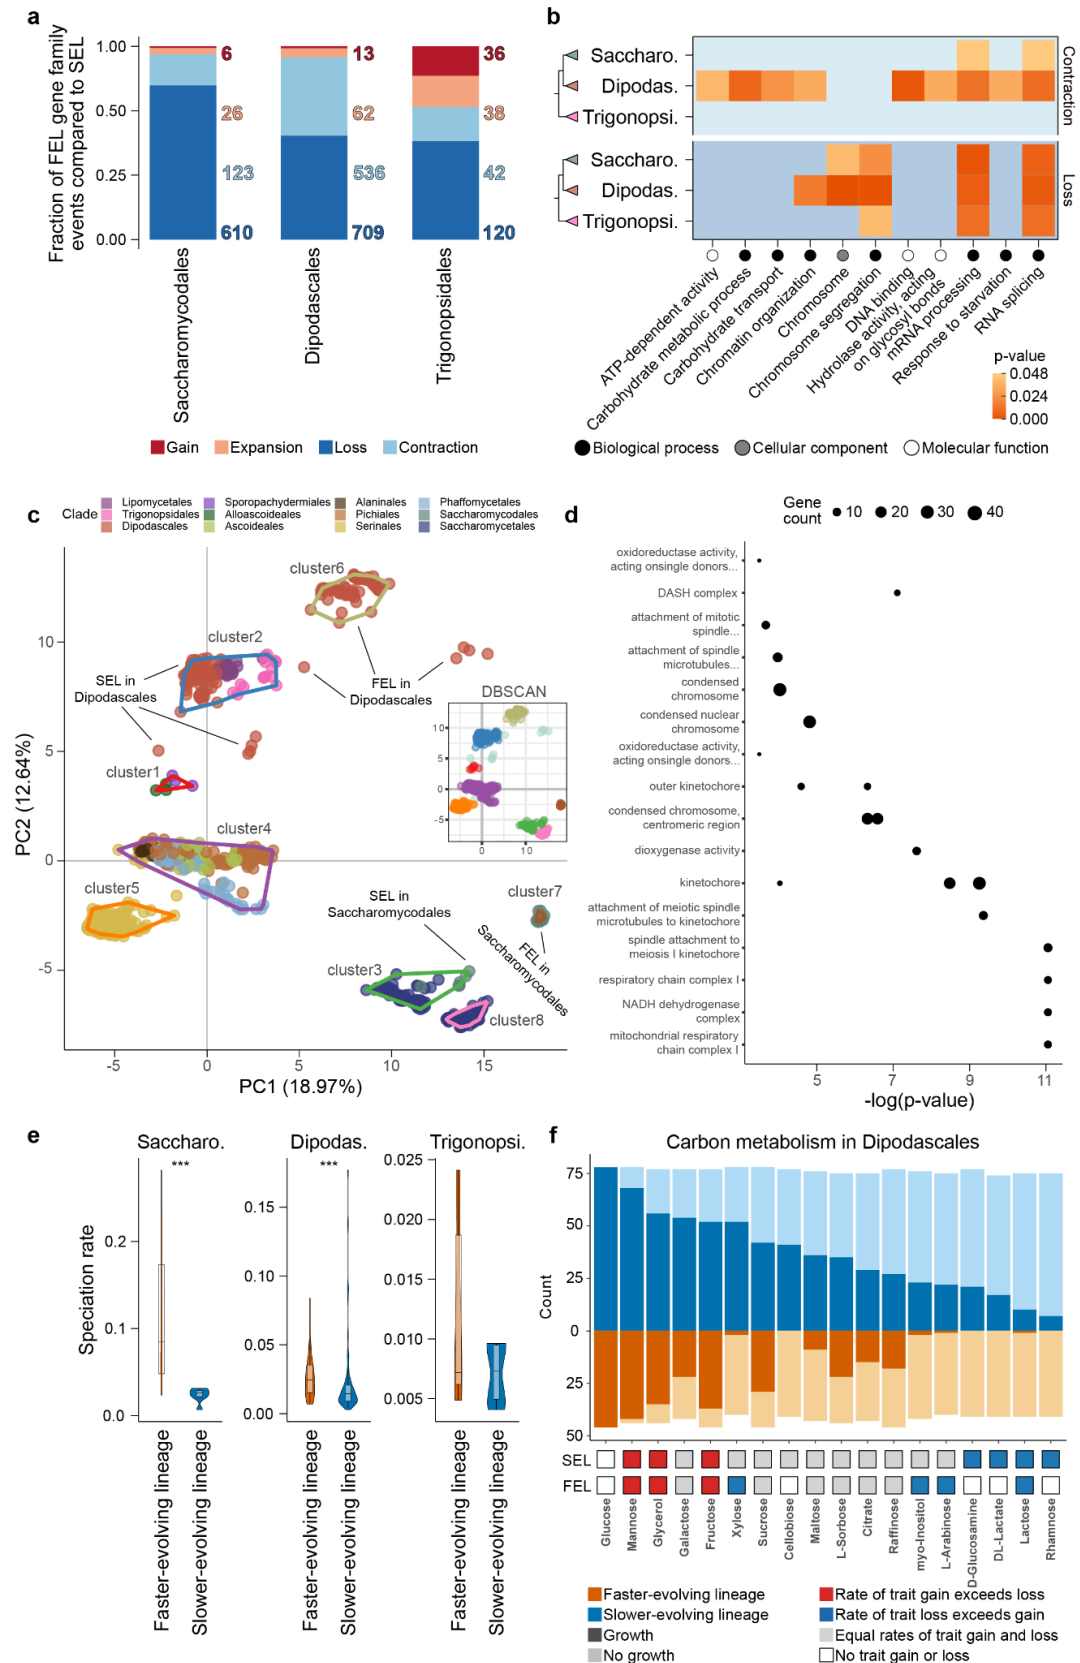 a
Fraction of FEL gene family
events compared to SEL
1.00
0.50
0.25
0.00
6
26
123
610
13
62
536
709
36
38
42
120
Saccharomycodales
Dipodascales
Trigonopsidales
Gain
Expansion
Loss
Contraction
b
Saccharo.
Dipodas.
Trigonopsi.
Contraction
Saccharo.
Dipodas.
Trigonopsi.
Loss
ATP-dependent activity
Carbohydrate metabolic process
Carbohydrate transport
Chromatin organization
Chromosome
Chromosome segregation
DNA binding
Hydrolase activity, acting
on glycosyl bonds
mRNA processing
Response to starvation
RNA splicing
p-value
0.048
0.024
0.000
Biological process
Cellular component
Molecular function
c
Clade
Lipomycetales
Trigonopsidales
Dipodascales
Sporopachydermiales
Alloascoideales
Ascoideales
Alaninales
Pichiales
Serinales
Phaffomycetales
Saccharomycodales
Saccharomycetales
cluster6
cluster2
SEL in
Dipodascales
FEL in
Dipodascales
cluster1
cluster4
cluster5
DBSCAN
10
5
0
-5
0
10
SEL in
Saccharomycodales
cluster7
FEL in
Saccharomycodales
cluster3
cluster8
PC2 (12.64%)
10
5
0
-5
-5
0
5
10
15
PC1 (18.97%)
d
Gene
count
10
20
30
40
oxidoreductase activity,
acting onsingle donors...
DASH complex
attachment of mitotic
spindle...
attachment of spindle
microtubules...
condensed
chromosome
condensed nuclear
chromosome
oxidoreductase activity,
acting onsingle donors...
outer kinetochore
condensed chromosome,
centromeric region
dioxygenase activity
kinetochore
attachment of meiotic spindle
microtubules to kinetochore
spindle attachment to
meiosis I kinetochore
respiratory chain complex I
NADH dehydrogenase
complex
mitochondrial respiratory
chain complex I
5
7
9
11
-log(p-value)
e
Speciation rate
Saccharo.
***
0.2
0.1
0.0
Dipodas.
***
0.15
0.10
0.05
0.00
Trigonopsi.
0.025
0.020
0.015
0.010
0.005
Faster-evolving lineage
Slower-evolving lineage
Faster-evolving lineage
Slower-evolving lineage
Faster-evolving lineage
Slower-evolving lineage
f
Carbon metabolism in Dipodascales
Count
75
50
25
0
25
50
SEL
FEL
Glucose
Mannose
Glycerol
Galactose
Fructose
Xylose
Sucrose
Cellobiose
Maltose
L-Sorbose
Citrate
Raffinose
myo-Inositol
L-Arabinose
D-Glucosamine
DL-Lactate
Lactose
Rhamnose
Faster-evolving lineage
Slower-evolving lineage
Growth
No growth
Rate of trait gain exceeds loss
Rate of trait loss exceeds gain
Equal rates of trait gain and loss
No trait gain or loss